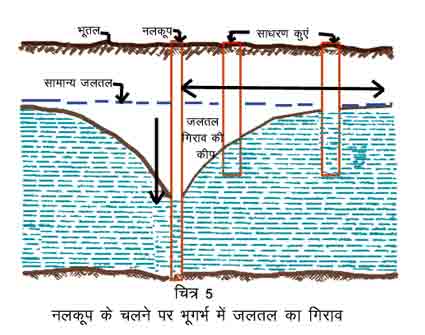 भूतल
नलकूप
साधरण कुएं
सामान्य जलतल
जलतल
गिराव की
कीप
चित्र 5
नलकूप के चलने पर भूगर्भ में जलतल का गिराव